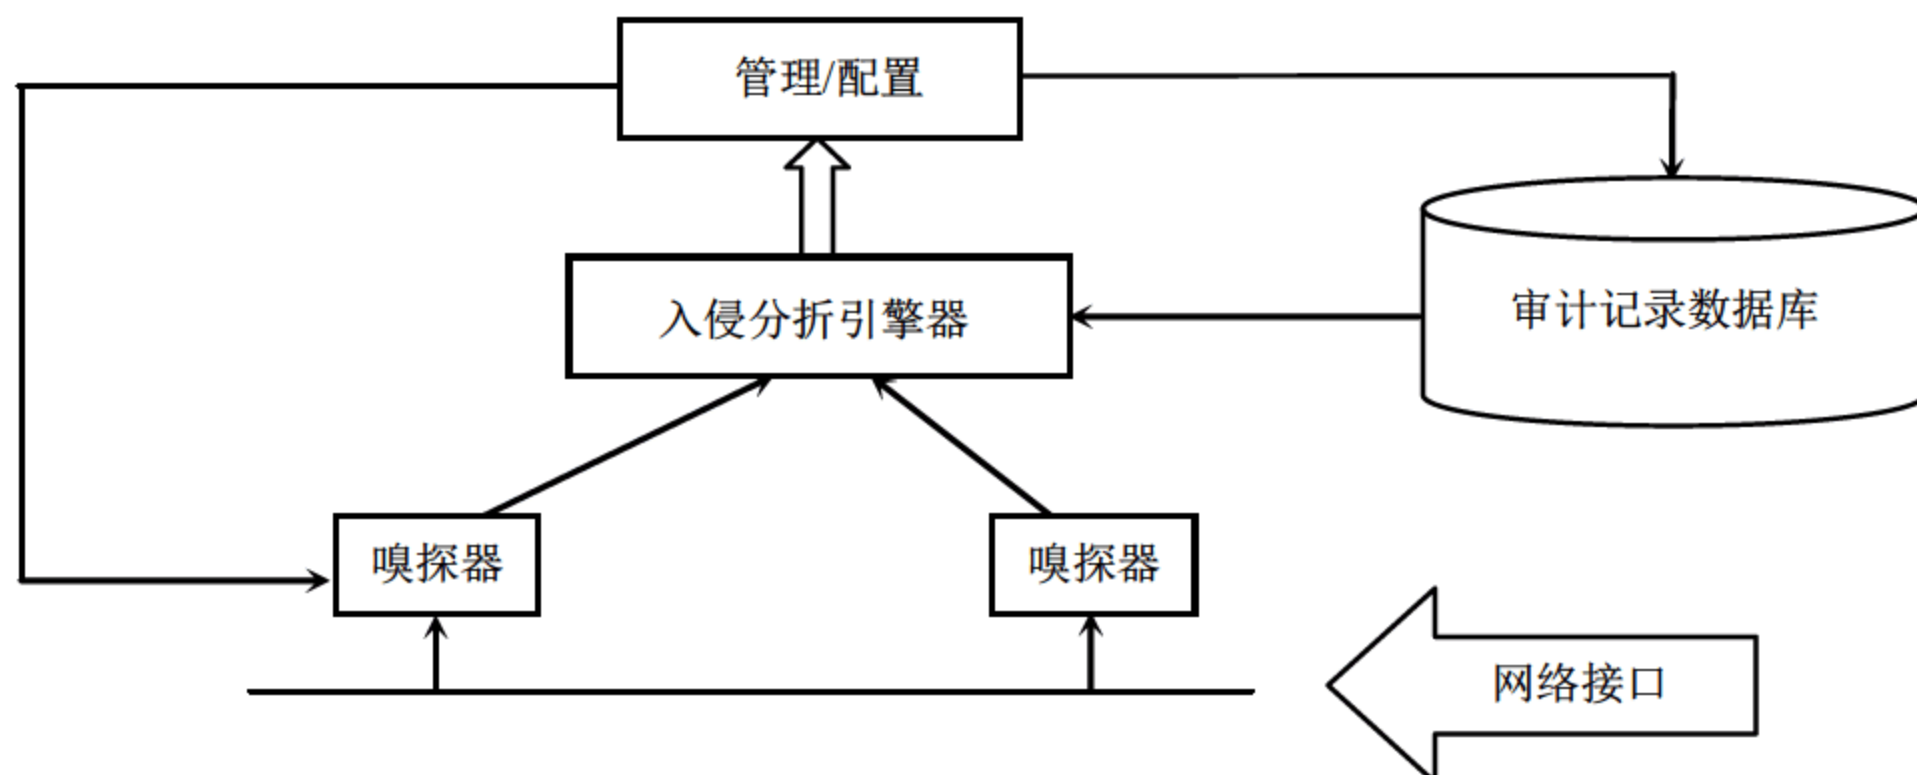 管理/配置
入侵分折引擎器
审计记录数据库
嗅探器
嗅探器
网络接口